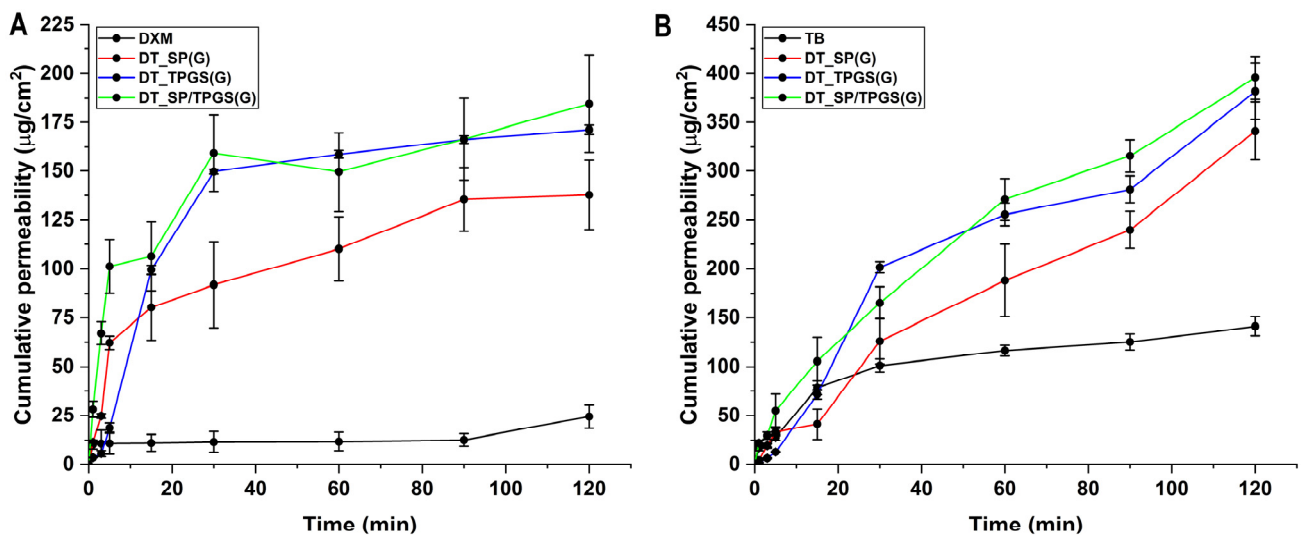 A
DXM
DT_SP(G)
DT_TPGS(G)
DT_SP/TPGS(G)
Cumulative permeability (µg/cm²)
225
200
175
150
125
100
75
50
25
0
0 20 40 60 80 100 120
Time (min)
B
TB
DT_SP(G)
DT_TPGS(G)
DT_SP/TPGS(G)
Cumulative permeability (µg/cm²)
450
400
350
300
250
200
150
100
50
0
0 20 40 60 80 100 120
Time (min)